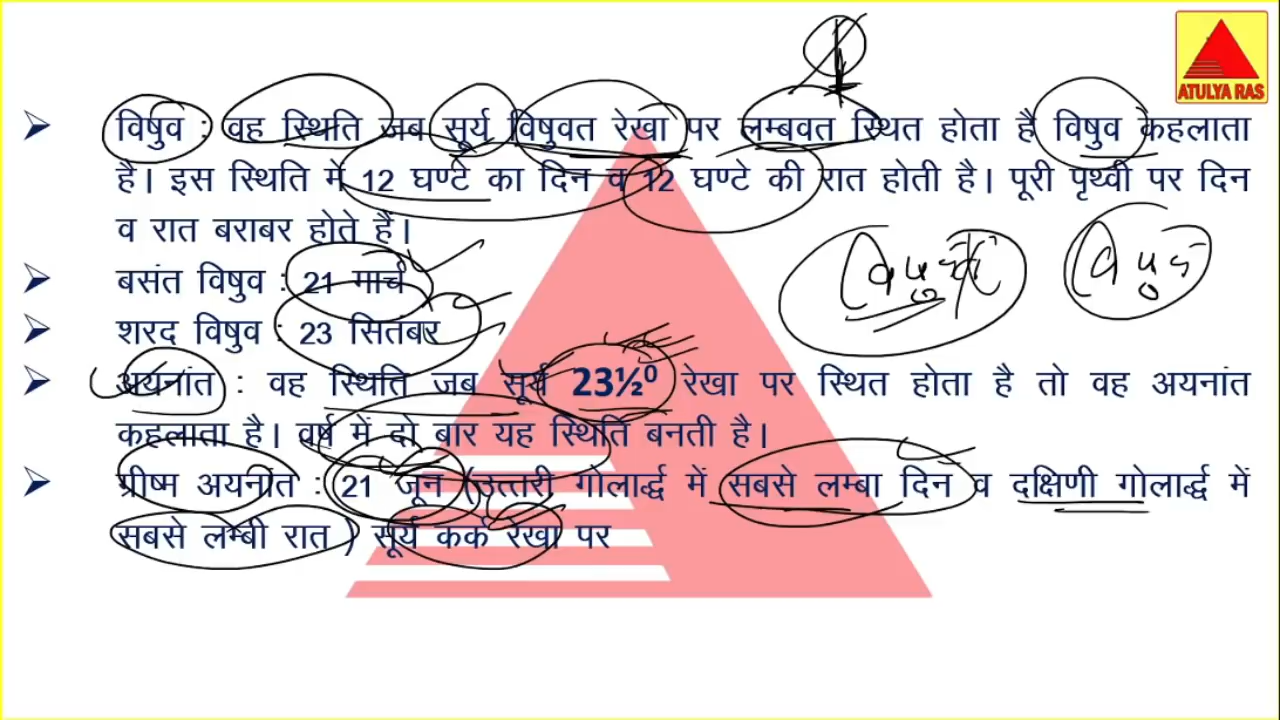 ATULYA RAS
विषुव : वह स्थिति जब सूर्य विषुवत रेखा पर लम्बवत स्थित होता है विषुव कहलाता
है। इस स्थिति में 12 घण्टे का दिन व 12 घण्टे की रात होती है। पूरी पृथ्वी पर दिन
व रात बराबर होते हैं।
बसंत विषुव : 21 मार्च
शरद विषुव : 23 सितंबर
अयनांत : वह स्थिति जब सूर्य 23½⁰ रेखा पर स्थित होता है तो वह अयनांत
कहलाता है। वर्ष में दो बार यह स्थिति बनती है।
ग्रीष्म अयनांत : 21 जून (उत्तरी गोलार्द्ध में सबसे लम्बा दिन व दक्षिणी गोलार्द्ध में
सबसे लम्बी रात ) सूर्य कर्क रेखा पर